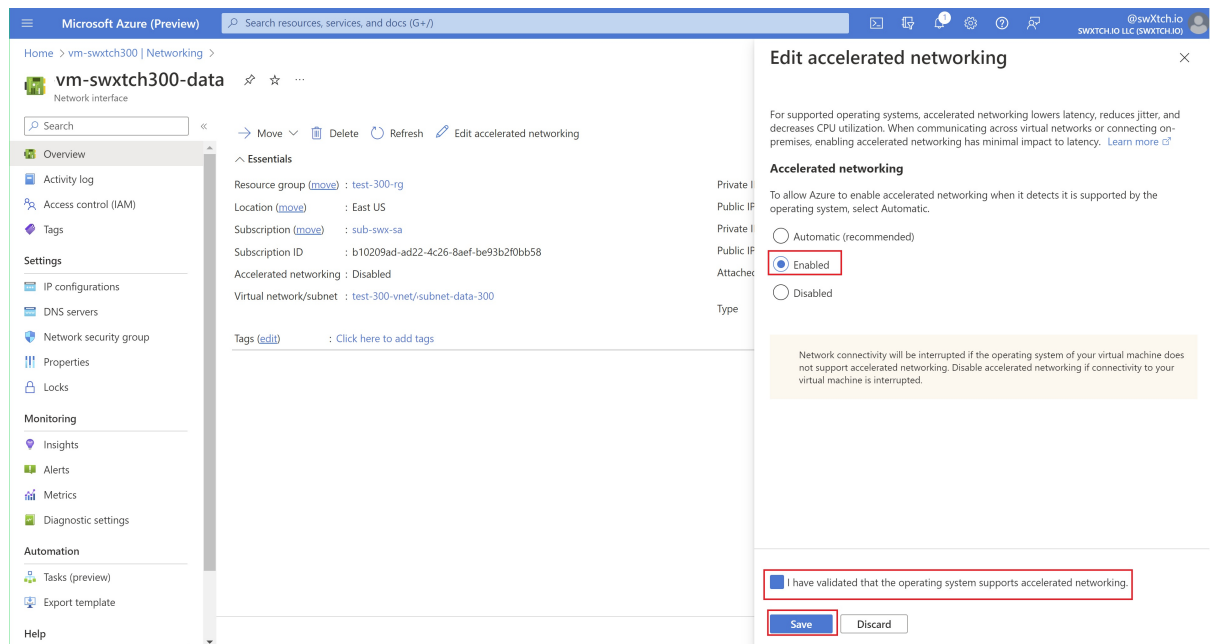 Microsoft Azure (Preview)
Search resources, services, and docs (G+/)
1
@swXtch.io
SWXTCH.IO LLC (SWXTCH.IO)
Home > vm-swxtch300 | Networking >
vm-swxtch300-data
Network interface
Search
Overview
Activity log
Access control (IAM)
Tags
Settings
IP configurations
DNS servers
Network security group
Properties
Locks
Monitoring
Insights
Alerts
Metrics
Diagnostic settings
Automation
Tasks (preview)
Export template
Help
Move
Delete
Refresh
Edit accelerated networking
Essentials
Resource group (move) : test-300-rg
Location (move) : East US
Subscription (move) : sub-swx-sa
Subscription ID : b10209ad-ad22-4c26-8aef-be93b2f0bb58
Accelerated networking : Disabled
Virtual network/subnet : test-300-vnet/subnet-data-300
Tags (edit) : Click here to add tags
Private I
Public IP
Private I
Public IP
Attached
Type
Edit accelerated networking
For supported operating systems, accelerated networking lowers latency, reduces jitter, and
decreases CPU utilization. When communicating across virtual networks or connecting on-
premises, enabling accelerated networking has minimal impact to latency. Learn more
Accelerated networking
To allow Azure to enable accelerated networking when it detects it is supported by the
operating system, select Automatic.
Automatic (recommended)
Enabled
Disabled
Network connectivity will be interrupted if the operating system of your virtual machine does
not support accelerated networking. Disable accelerated networking if connectivity to your
virtual machine is interrupted.
I have validated that the operating system supports accelerated networking.
Save
Discard